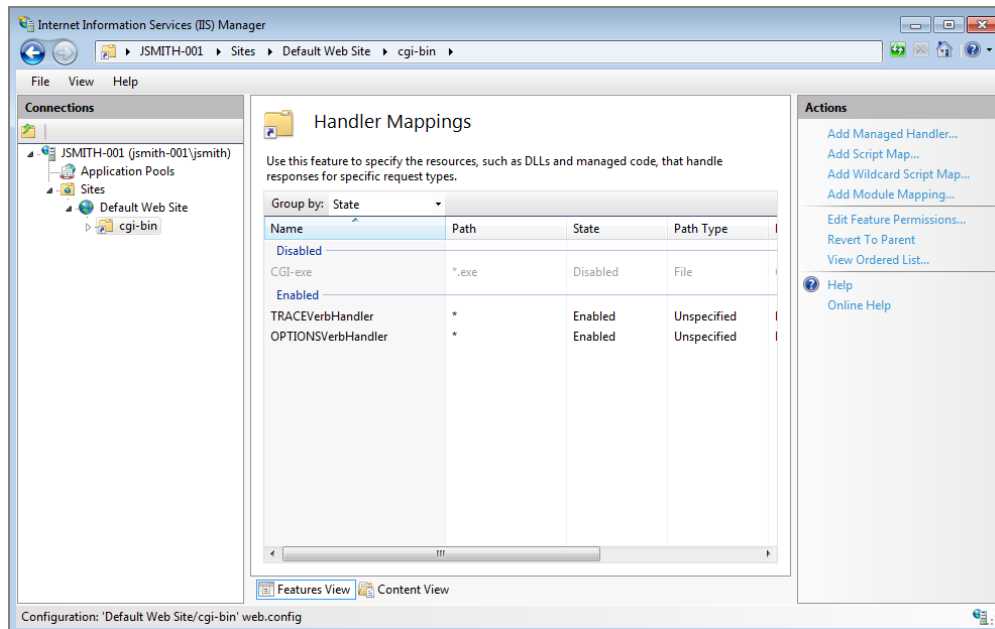 Internet Information Services (IIS) Manager
JSMITH-001 Sites Default Web Site cgi-bin
File View Help
Connections
JSMITH-001 (jsmith-001\jsmith)
Application Pools
Sites
Default Web Site
cgi-bin
Handler Mappings
Use this feature to specify the resources, such as DLLs and managed code, that handle
responses for specific request types.
Group by: State
Name Path State Path Type
Disabled
CGI-exe *.exe Disabled File
Enabled
TRACEVerbHandler * Enabled Unspecified
OPTIONSVerbHandler * Enabled Unspecified
Features View Content View
Actions
Add Managed Handler...
Add Script Map...
Add Wildcard Script Map...
Add Module Mapping...
Edit Feature Permissions...
Revert To Parent
View Ordered List...
Help
Online Help
Configuration: 'Default Web Site/cgi-bin' web.config